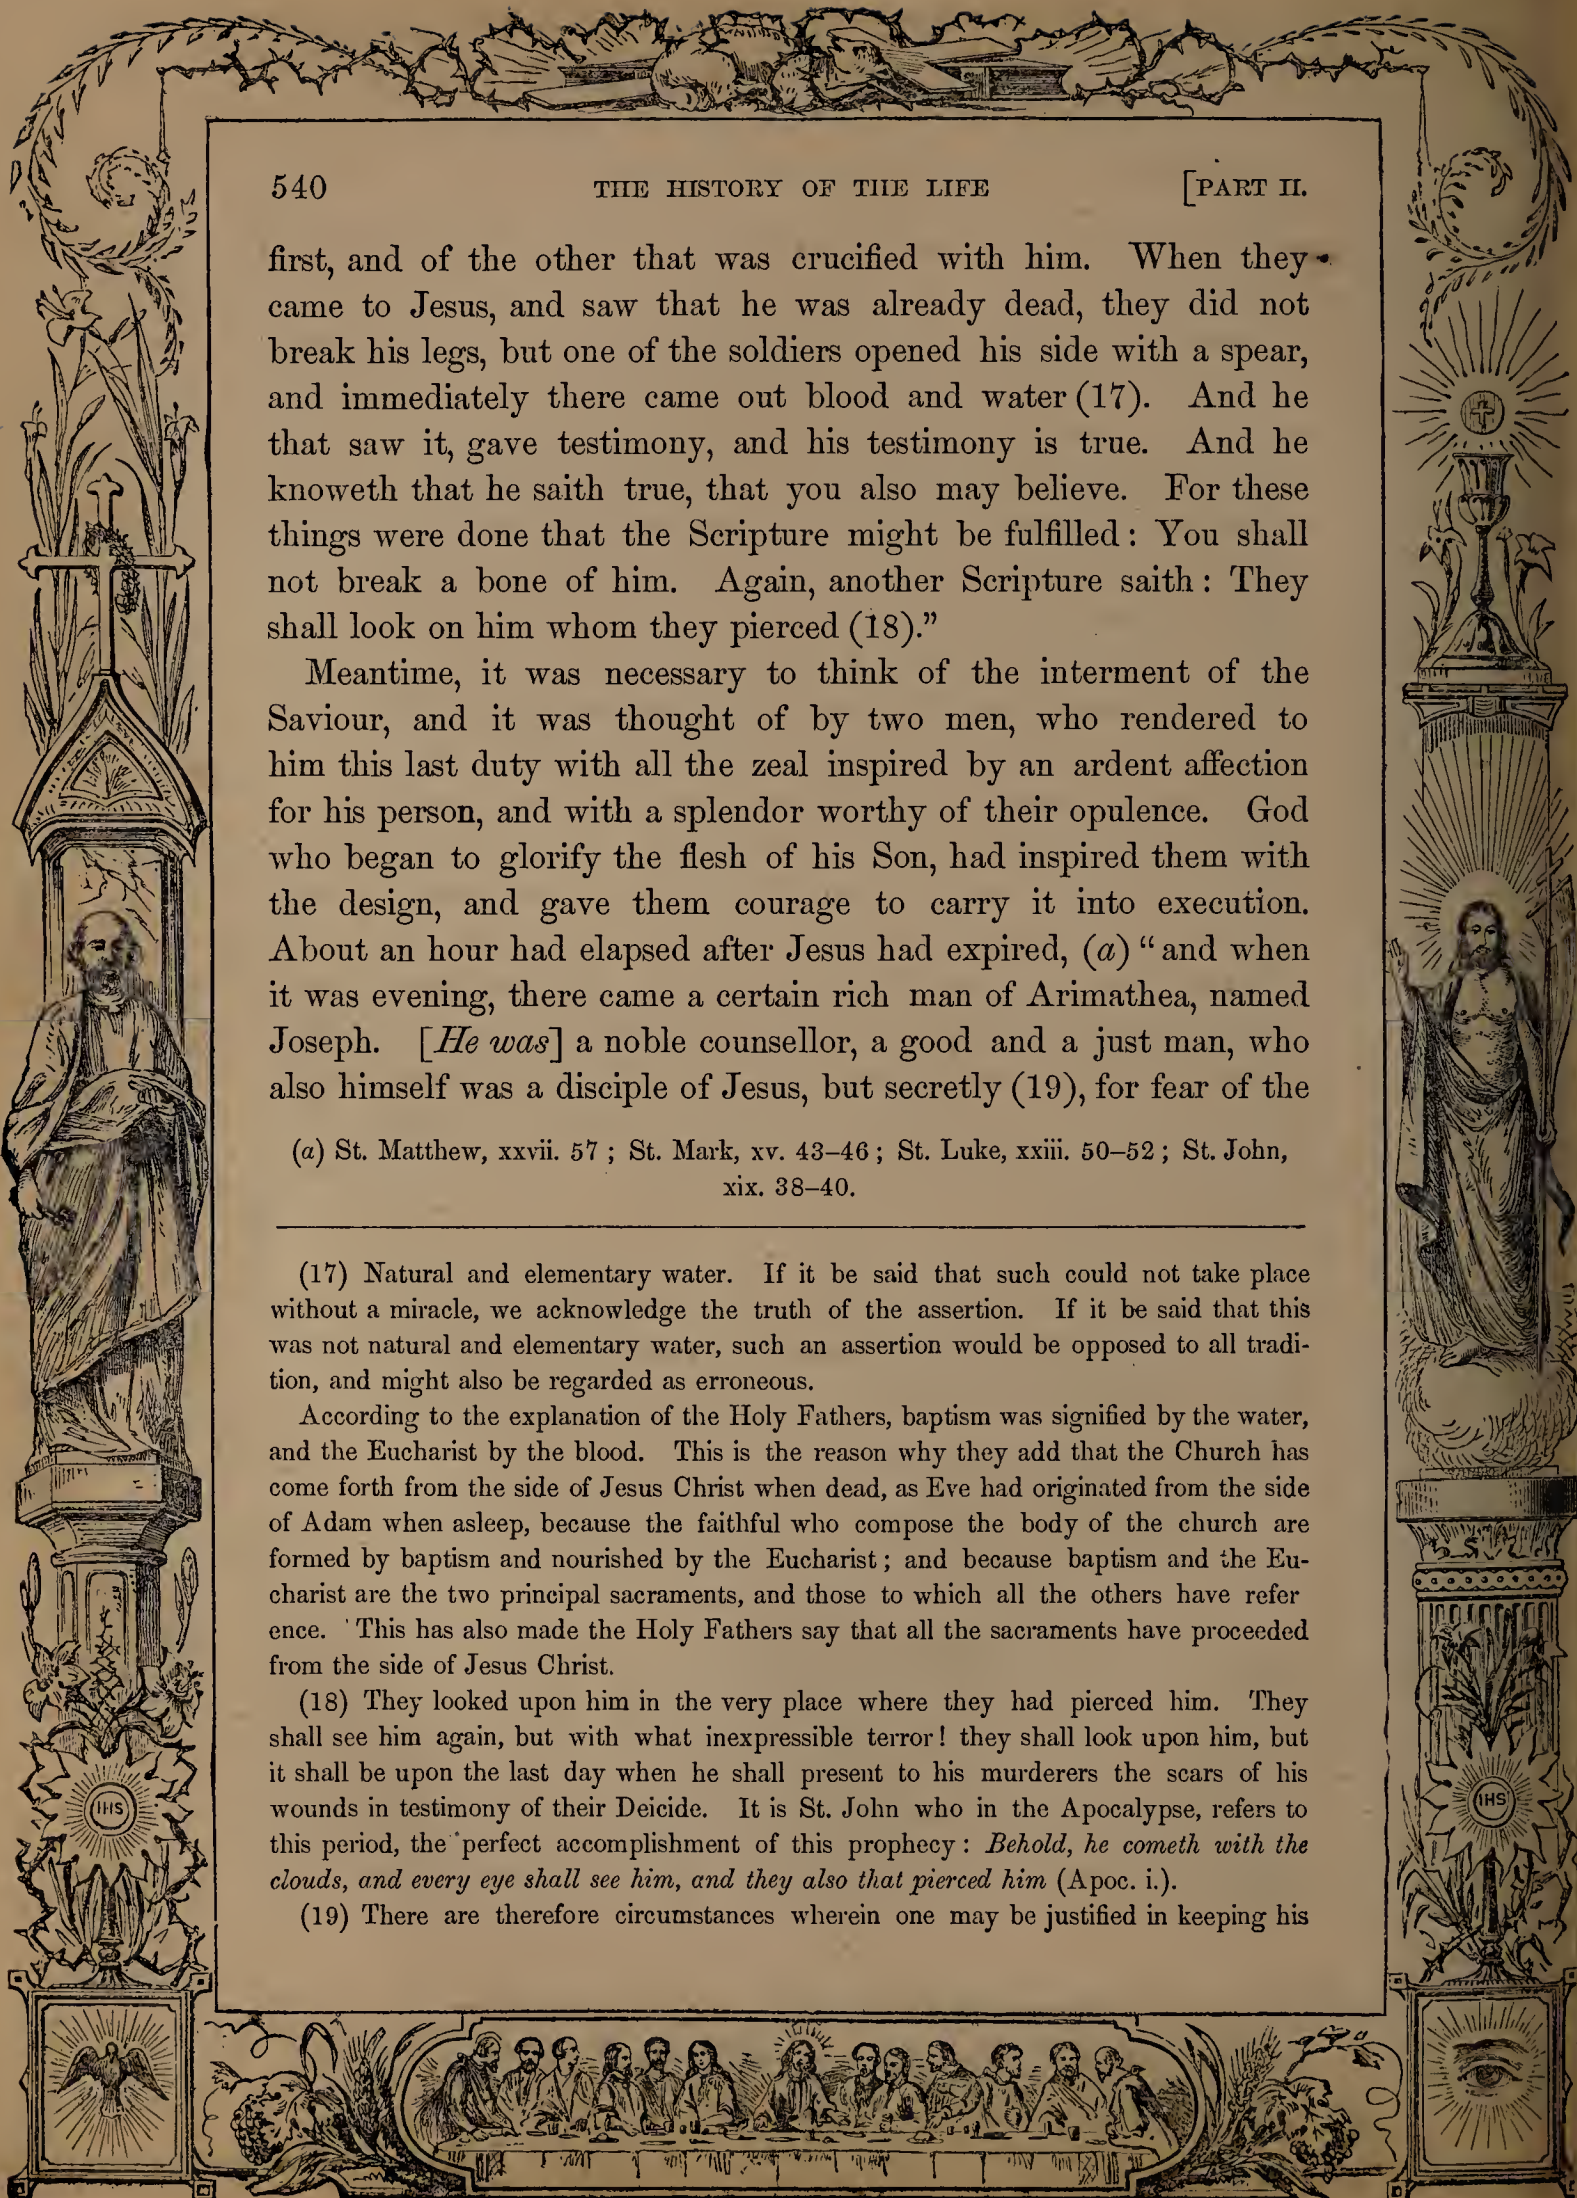 540 THE HISTORY OF THE LIFE [PART II.
first, and of the other that was crucified with him. When they
came to Jesus, and saw that he was already dead, they did not
break his legs, but one of the soldiers opened his side with a spear,
and immediately there came out blood and water (17). And he
that saw it, gave testimony, and his testimony is true. And he
knoweth that he saith true, that you also may believe. For these
things were done that the Scripture might be fulfilled: You shall
not break a bone of him. Again, another Scripture saith: They
shall look on him whom they pierced (18)."
Meantime, it was necessary to think of the interment of the
Saviour, and it was thought of by two men, who rendered to
him this last duty with all the zeal inspired by an ardent affection
for his person, and with a splendor worthy of their opulence. God
who began to glorify the flesh of his Son, had inspired them with
the design, and gave them courage to carry it into execution.
About an hour had elapsed after Jesus had expired, (a) "and when
it was evening, there came a certain rich man of Arimathea, named
Joseph. [He was] a noble counsellor, a good and a just man, who
also himself was a disciple of Jesus, but secretly (19), for fear of the
(a) St. Matthew, xxvii. 57; St. Mark, xv. 43–46; St. Luke, xxiii. 50–52; St. John,
xix. 38–40.
(17) Natural and elementary water. If it be said that such could not take place
without a miracle, we acknowledge the truth of the assertion. If it be said that this
was not natural and elementary water, such an assertion would be opposed to all tradi-
tion, and might also be regarded as erroneous.
According to the explanation of the Holy Fathers, baptism was signified by the water,
and the Eucharist by the blood. This is the reason why they add that the Church has
come forth from the side of Jesus Christ when dead, as Eve had originated from the side
of Adam when asleep, because the faithful who compose the body of the church are
formed by baptism and nourished by the Eucharist; and because baptism and the Eu-
charist are the two principal sacraments, and those to which all the others have refer
ence. This has also made the Holy Fathers say that all the sacraments have proceeded
from the side of Jesus Christ.
(18) They looked upon him in the very place where they had pierced him. They
shall see him again, but with what inexpressible terror! they shall look upon him, but
it shall be upon the last day when he shall present to his murderers the scars of his
wounds in testimony of their Deicide. It is St. John who in the Apocalypse, refers to
this period, the perfect accomplishment of this prophecy: Behold, he cometh with the
clouds, and every eye shall see him, and they also that pierced him (Apoc. i.).
(19) There are therefore circumstances wherein one may be justified in keeping his
IHS
IHS